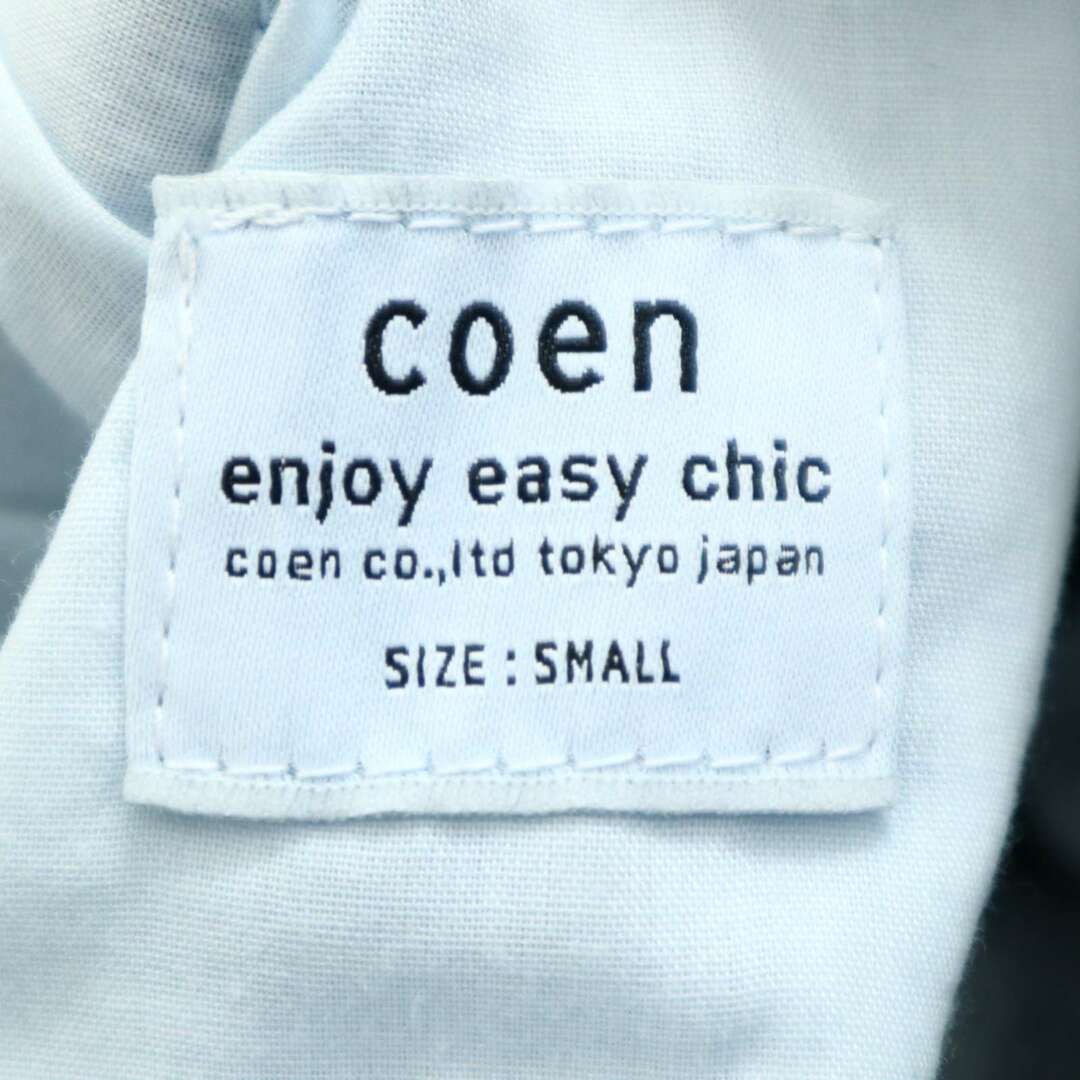 coen
enjoy easy chic
coen co.,ltd tokyo japan
SIZE : SMALL